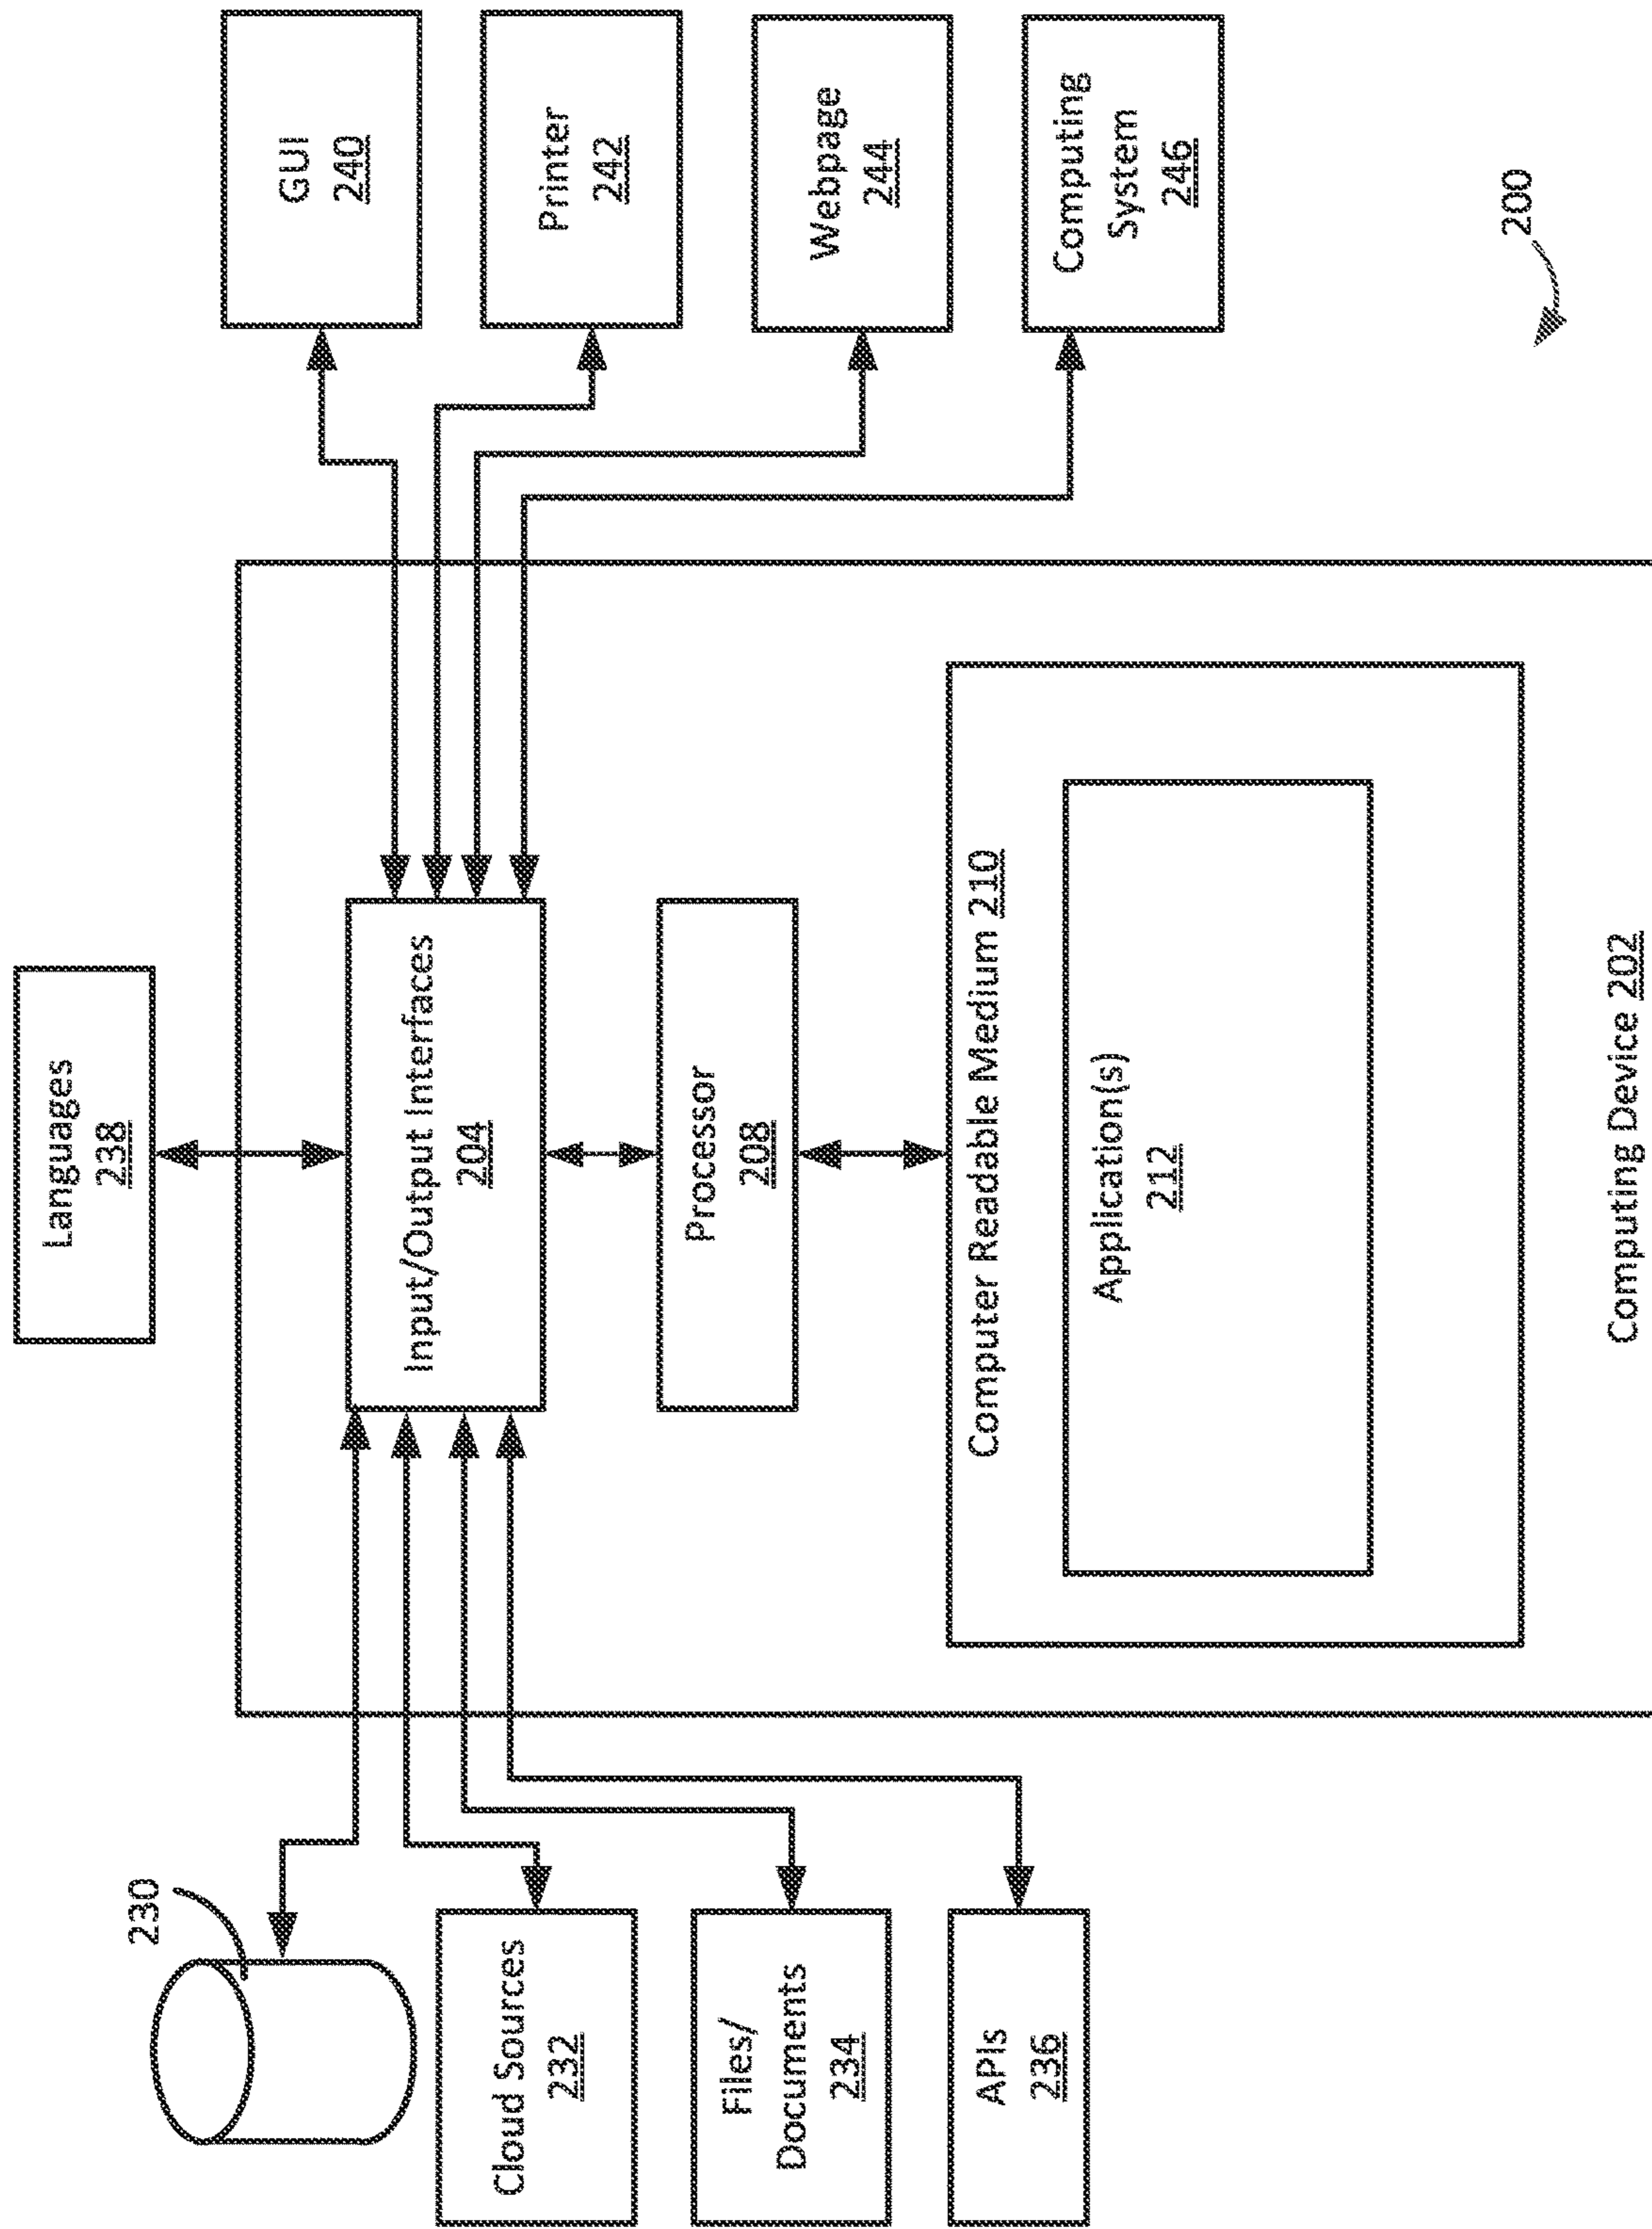 Languages
238
230
Cloud Sources
232
Files/
Documents
234
APIs
236
Input/Output Interfaces
204
Processor
208
Computer Readable Medium 210
Application(s)
212
Computing Device 202
GUI
240
Printer
242
Webpage
244
Computing
System
246
200